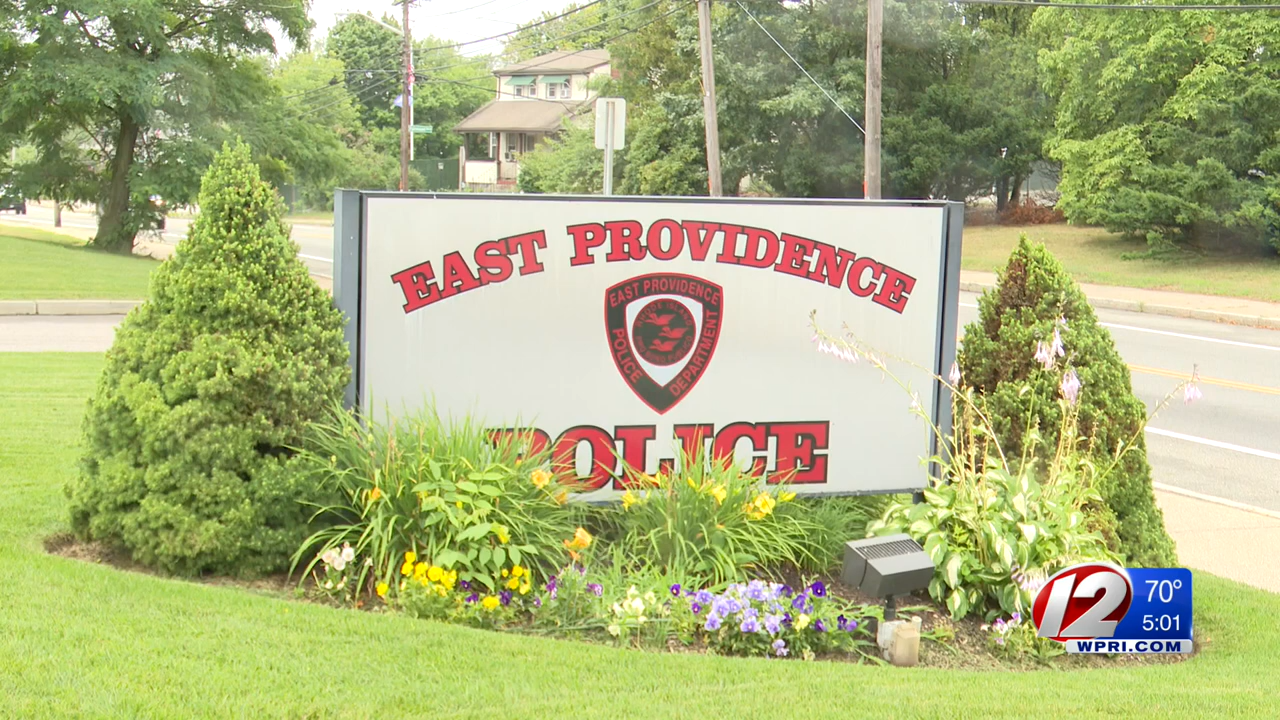 EAST PROVIDENCE
EAST PROVIDENCE
POLICE
DEPARTMENT
POLICE
12
70°
5:01
WPRI.COM